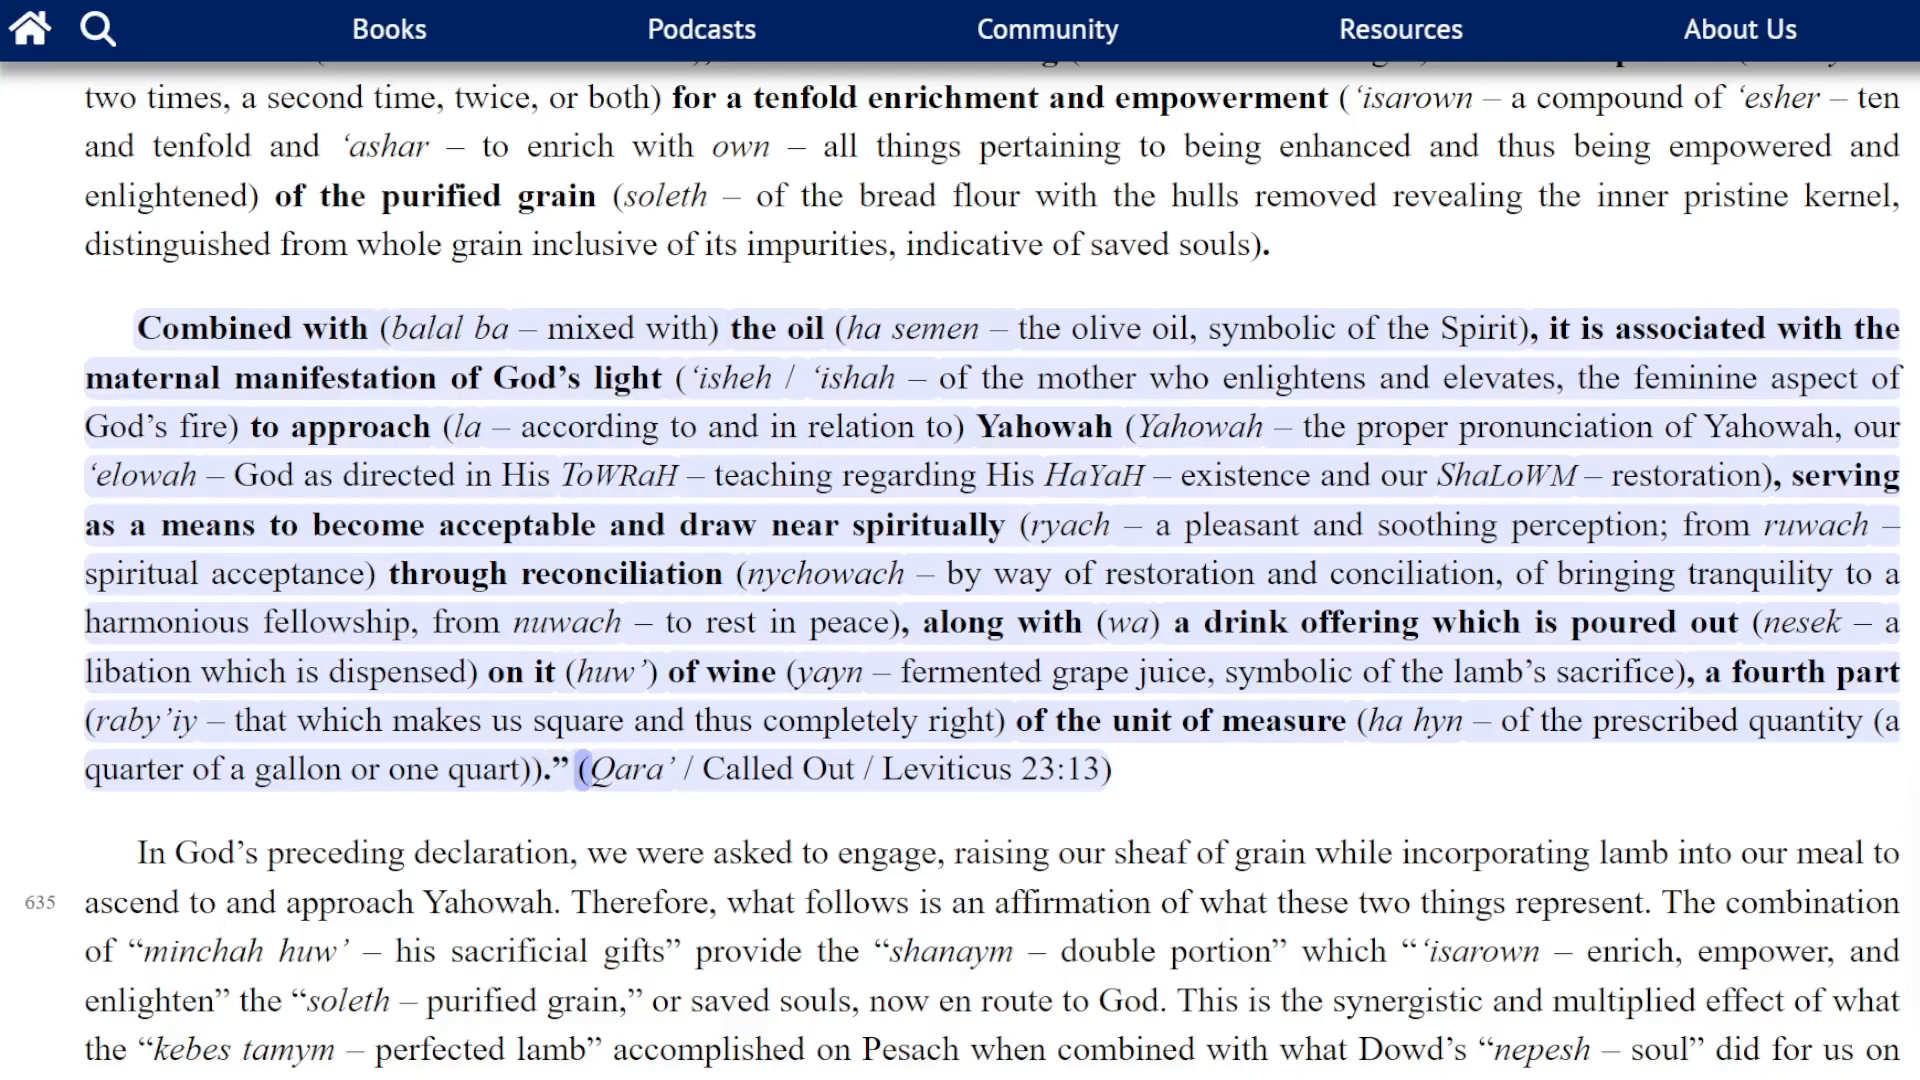 Books Podcasts Community Resources About Us
two times, a second time, twice, or both) for a tenfold enrichment and empowerment (‘isarown – a compound of ‘esher – ten
and tenfold and ‘ashar – to enrich with own – all things pertaining to being enhanced and thus being empowered and
enlightened) of the purified grain (soleth – of the bread flour with the hulls removed revealing the inner pristine kernel,
distinguished from whole grain inclusive of its impurities, indicative of saved souls).
Combined with (balal ba – mixed with) the oil (ha semen – the olive oil, symbolic of the Spirit), it is associated with the
maternal manifestation of God’s light (‘isheh / ‘ishah – of the mother who enlightens and elevates, the feminine aspect of
God’s fire) to approach (la – according to and in relation to) Yahowah (Yahowah – the proper pronunciation of Yahowah, our
‘elowah – God as directed in His ToWRaH – teaching regarding His HaYaH – existence and our ShaLoWM – restoration), serving
as a means to become acceptable and draw near spiritually (ryach – a pleasant and soothing perception; from ruwach –
spiritual acceptance) through reconciliation (nychowach – by way of restoration and conciliation, of bringing tranquility to a
harmonious fellowship, from nuwach – to rest in peace), along with (wa) a drink offering which is poured out (nesek – a
libation which is dispensed) on it (huw’) of wine (yayn – fermented grape juice, symbolic of the lamb’s sacrifice), a fourth part
(raby’iy – that which makes us square and thus completely right) of the unit of measure (ha hyn – of the prescribed quantity (a
quarter of a gallon or one quart)).” (Qara’ / Called Out / Leviticus 23:13)
In God’s preceding declaration, we were asked to engage, raising our sheaf of grain while incorporating lamb into our meal to
635 ascend to and approach Yahowah. Therefore, what follows is an affirmation of what these two things represent. The combination
of “minchah huw’ – his sacrificial gifts” provide the “shanaym – double portion” which “‘isarown – enrich, empower, and
enlighten” the “soleth – purified grain,” or saved souls, now en route to God. This is the synergistic and multiplied effect of what
the “kebes tamym – perfected lamb” accomplished on Pesach when combined with what Dowd’s “nepesh – soul” did for us on